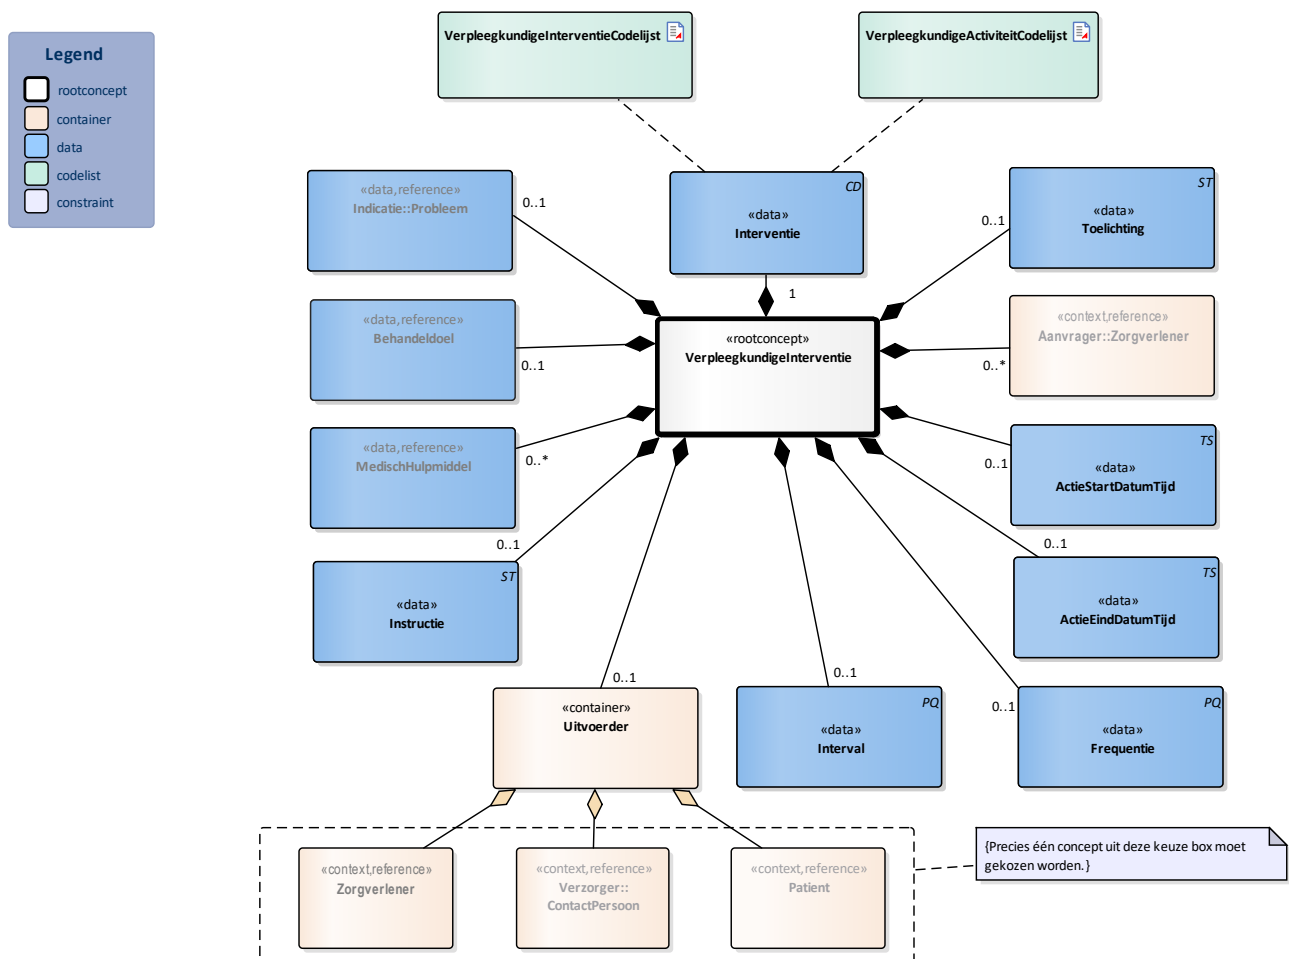 VerpleegkundigeInterventieCodelijst
VerpleegkundigeActiviteitCodelijst
Legend
rootconcept
container
data
codelist
constraint
«data,reference»
Indicatie::Probleem
0..1
CD
«data»
Interventie
1
ST
«data»
Toelichting
0..1
«data,reference»
Behandeldoel
0..1
«rootconcept»
VerpleegkundigeInterventie
«context,reference»
Aanvrager::Zorgverlener
0..*
«data,reference»
MedischHulpmiddel
0..*
TS
«data»
ActieStartDatumTijd
0..1
ST
«data»
Instructie
0..1
TS
«data»
ActieEindDatumTijd
0..1
«container»
Uitvoerder
0..1
PQ
«data»
Interval
0..1
PQ
«data»
Frequentie
0..1
«context,reference»
Zorgverlener
«context,reference»
Verzorger::
ContactPersoon
«context,reference»
Patient
{Precies één concept uit deze keuze box moet
gekozen worden.}